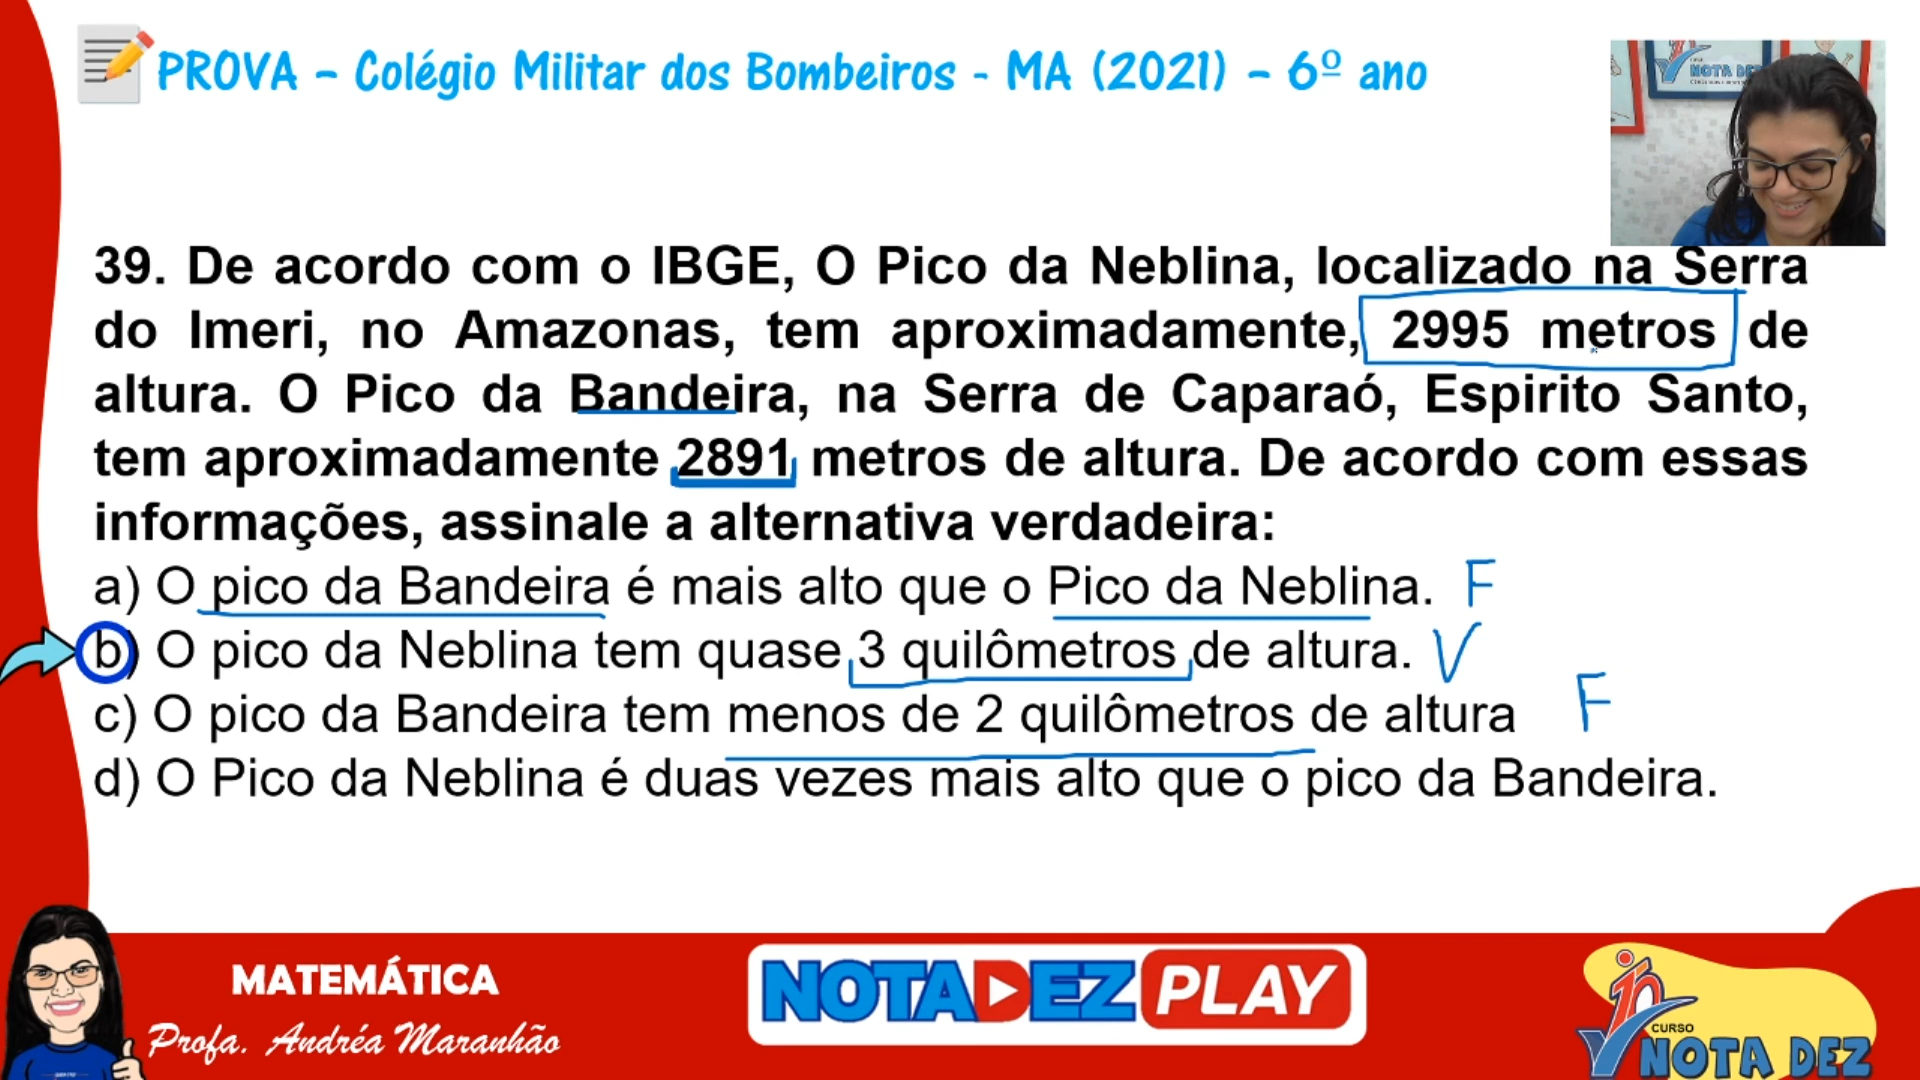 PROVA – Colégio Militar dos Bombeiros - MA (2021) – 6º ano
NOTA DEZ
39. De acordo com o IBGE, O Pico da Neblina, localizado na Serra
do Imeri, no Amazonas, tem aproximadamente, 2995 metros de
altura. O Pico da Bandeira, na Serra de Caparaó, Espirito Santo,
tem aproximadamente 2891 metros de altura. De acordo com essas
informações, assinale a alternativa verdadeira:
a) O pico da Bandeira é mais alto que o Pico da Neblina. F
b) O pico da Neblina tem quase 3 quilômetros de altura. V
c) O pico da Bandeira tem menos de 2 quilômetros de altura F
d) O Pico da Neblina é duas vezes mais alto que o pico da Bandeira.
MATEMÁTICA
Profa. Andréa Maranhão
NOTADEZ PLAY
CURSO
NOTA DEZ